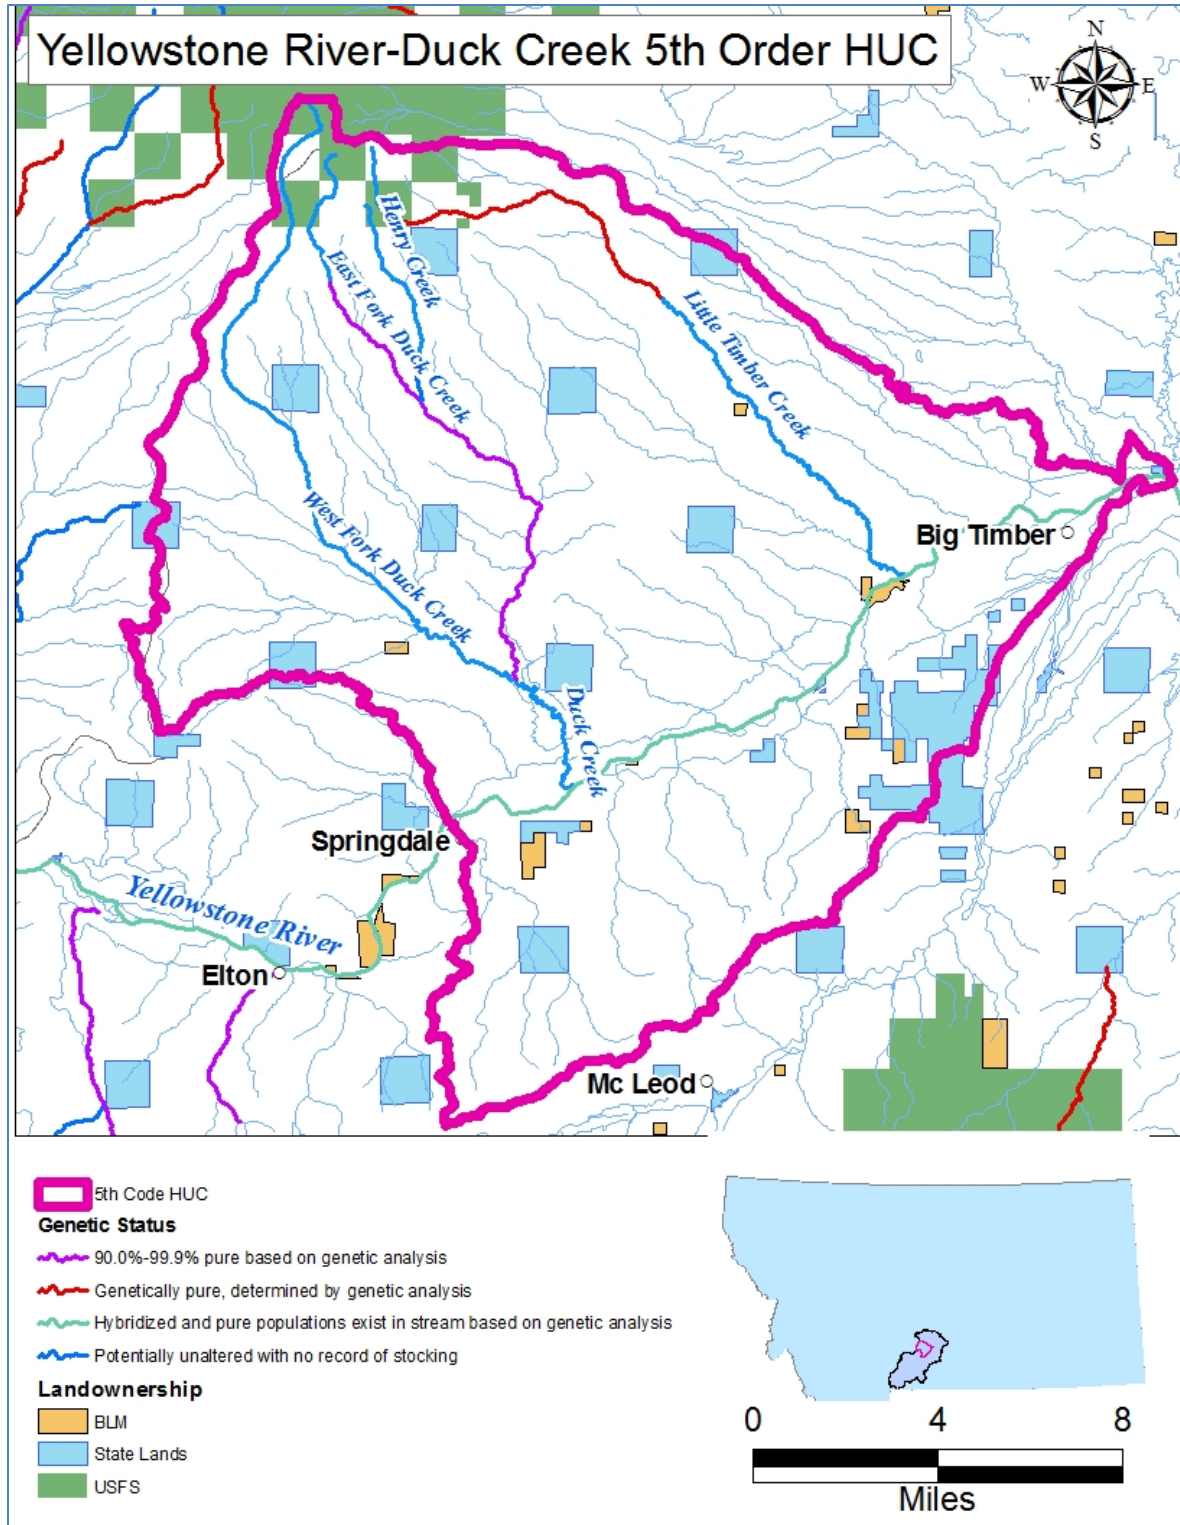 Yellowstone River-Duck Creek 5th Order HUC
N
W
E
S
Henry Creek
East Fork Duck Creek
Little Timber Creek
West Fork Duck Creek
Big Timber
Duck Creek
Springdale
Yellowstone River
Elton
Mc Leod
5th Code HUC
Genetic Status
90.0%-99.9% pure based on genetic analysis
Genetically pure, determined by genetic analysis
Hybridized and pure populations exist in stream based on genetic analysis
Potentially unaltered with no record of stocking
Landownership
BLM
State Lands
USFS
0 4 8
Miles